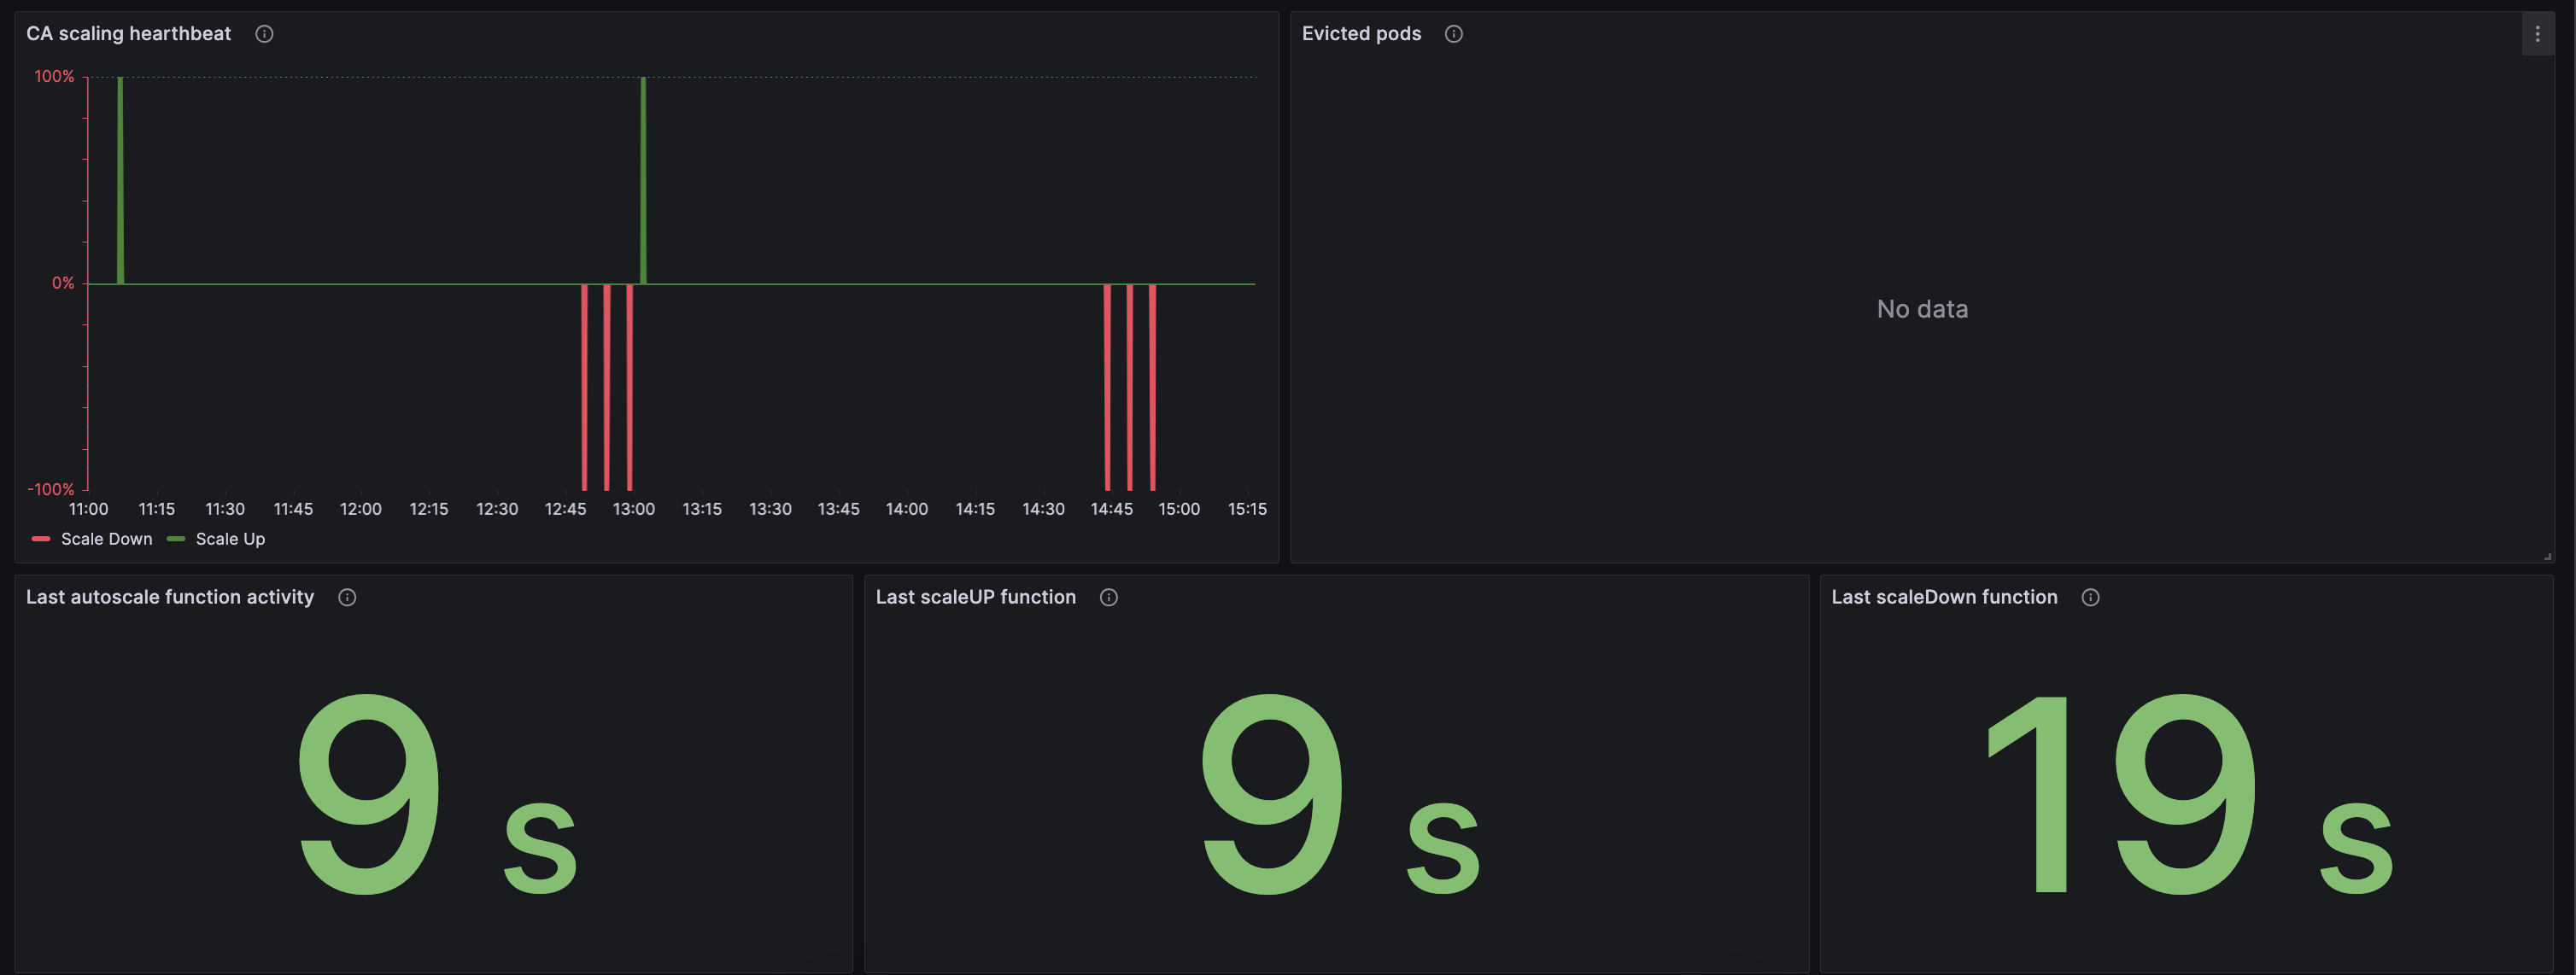 CA scaling hearthbeat
100%
0%
-100%
11:00 11:15 11:30 11:45 12:00 12:15 12:30 12:45 13:00 13:15 13:30 13:45 14:00 14:15 14:30 14:45 15:00 15:15
Scale Down Scale Up
Evicted pods
No data
Last autoscale function activity
9 s
Last scaleUP function
9 s
Last scaleDown function
19 s